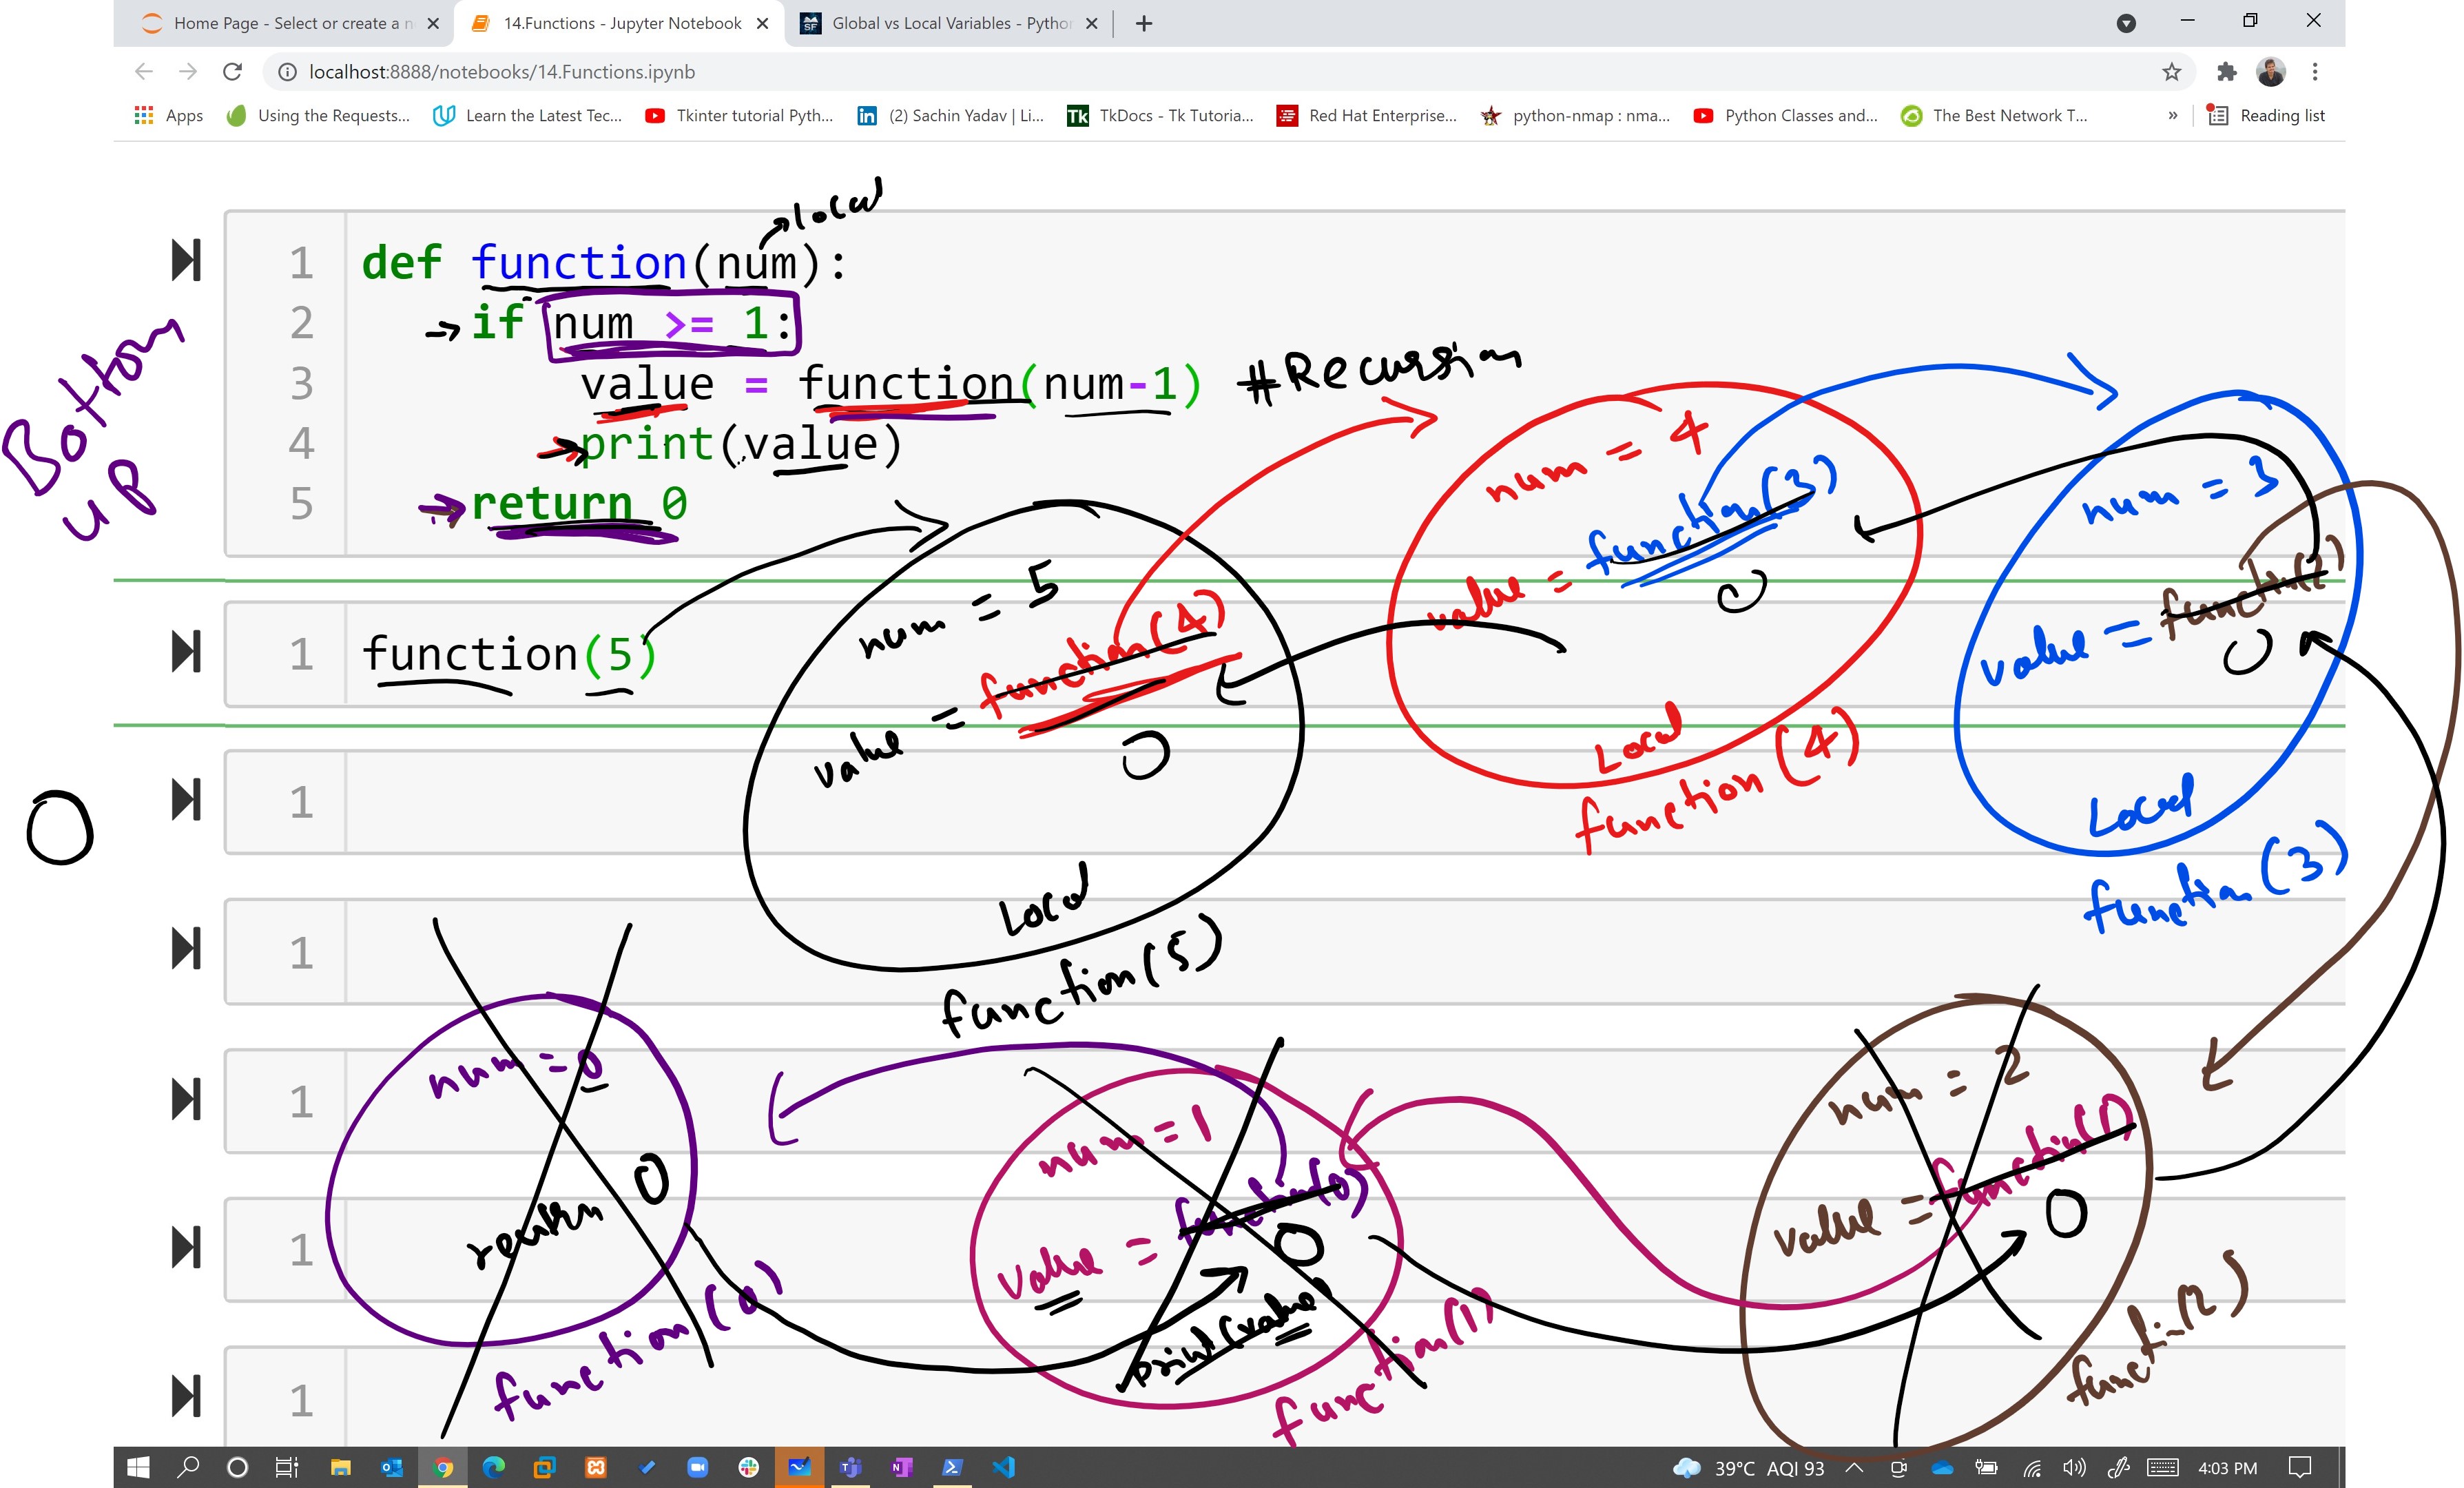 Home Page - Select or create a n
14.Functions - Jupyter Notebook
Global vs Local Variables - Pytho
localhost:8888/notebooks/14.Functions.ipynb
Apps
Using the Requests...
Learn the Latest Tec...
Tkinter tutorial Pyth...
(2) Sachin Yadav | Li...
TkDocs - Tk Tutoria...
Red Hat Enterprise...
python-nmap : nma...
Python Classes and...
The Best Network T...
»
Reading list
local
1 def function(num):
2 if num >= 1:
3 value = function(num-1) #Recursion
4 print(value)
5 return 0
Bottom
up
1 function(5)
num = 5
value = function(4)
0
Local
function(5)
num = 4
value = function(3)
0
Local
function(4)
num = 3
value = function(2)
0
Local
function(3)
1
0
1
1
1
1
num = 0
return 0
function(0)
num = 1
value = function(0)
0
print(value)
function(1)
num = 2
value = function(1)
0
function(2)
39°C AQI 93
4:03 PM